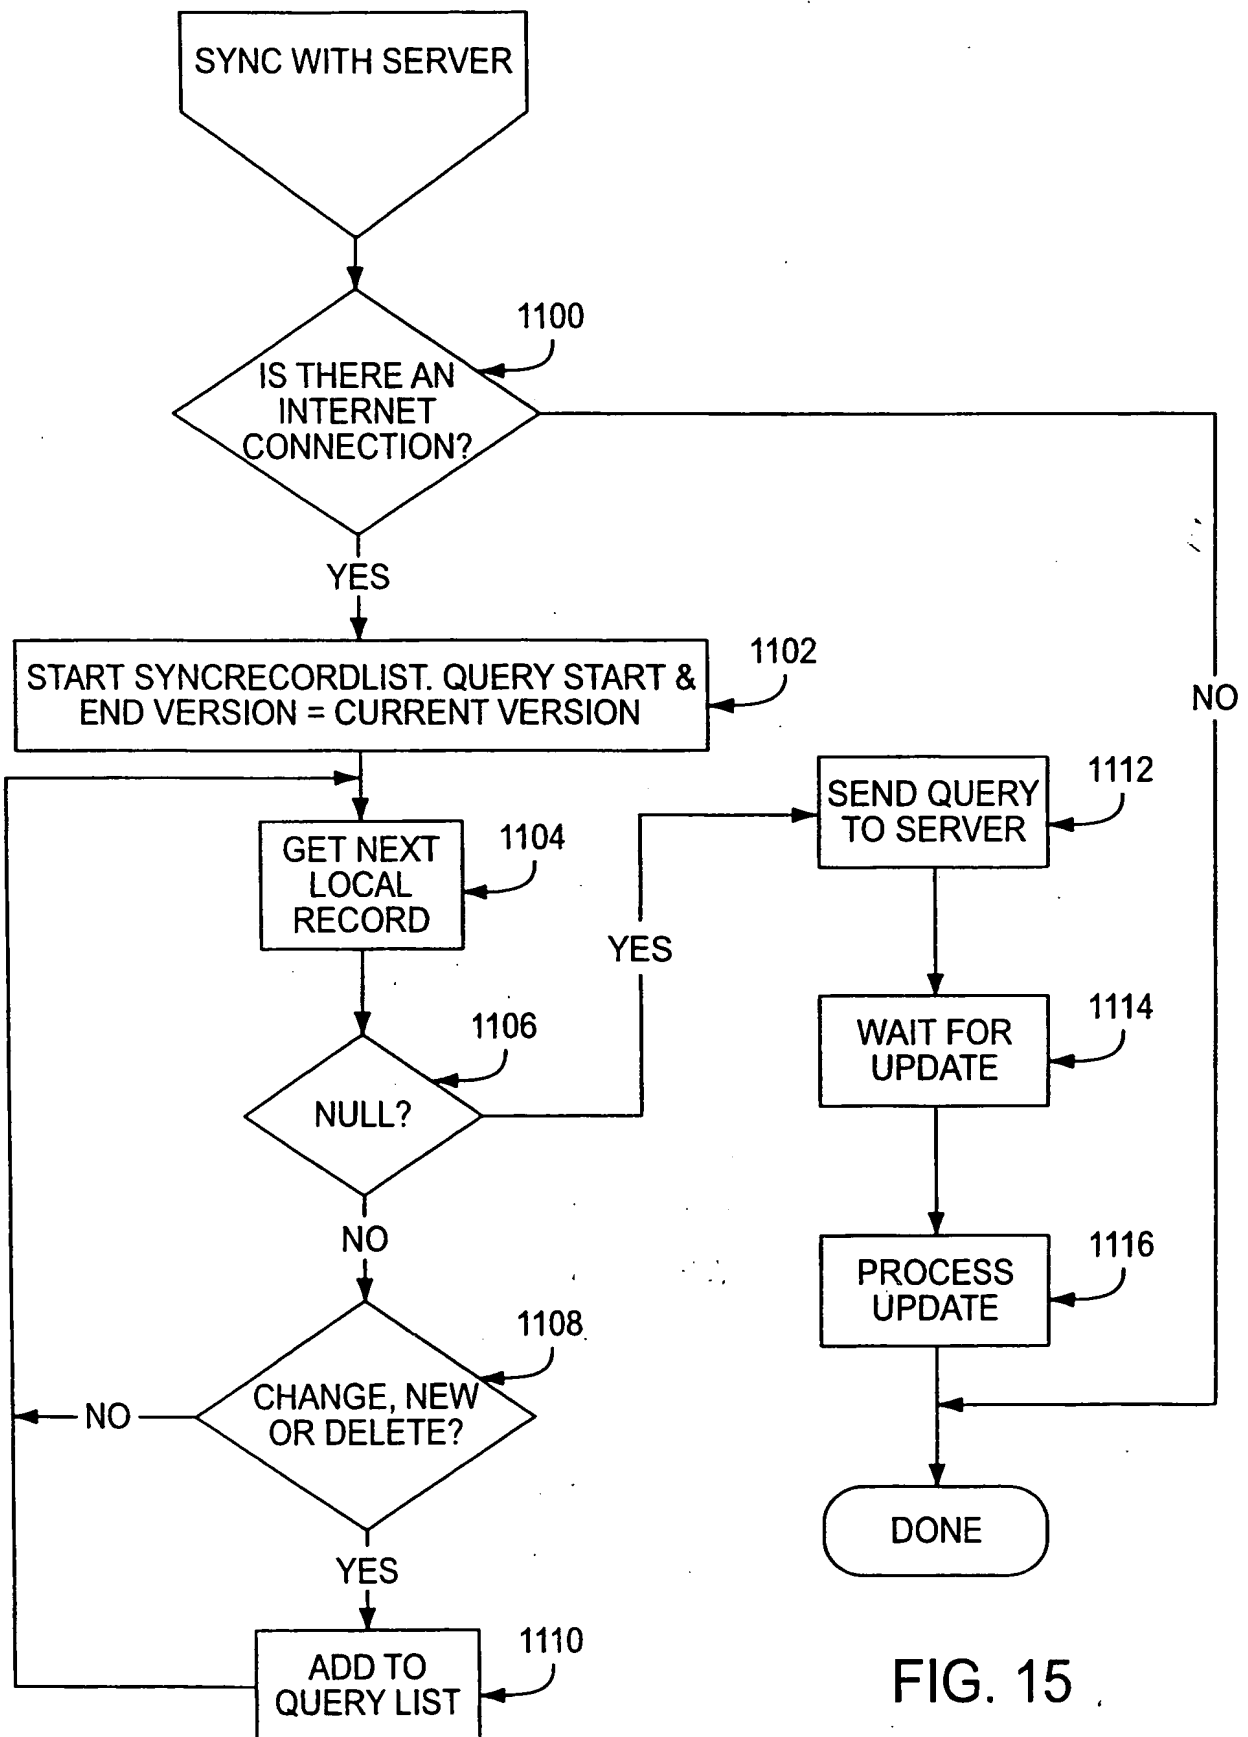 SYNC WITH SERVER
1100
IS THERE AN
INTERNET
CONNECTION?
YES
NO
1102
START SYNCRECORDLIST. QUERY START &
END VERSION = CURRENT VERSION
1104
GET NEXT
LOCAL
RECORD
1106
NULL?
YES
NO
1108
CHANGE, NEW
OR DELETE?
NO
YES
1110
ADD TO
QUERY LIST
1112
SEND QUERY
TO SERVER
1114
WAIT FOR
UPDATE
1116
PROCESS
UPDATE
DONE
FIG. 15